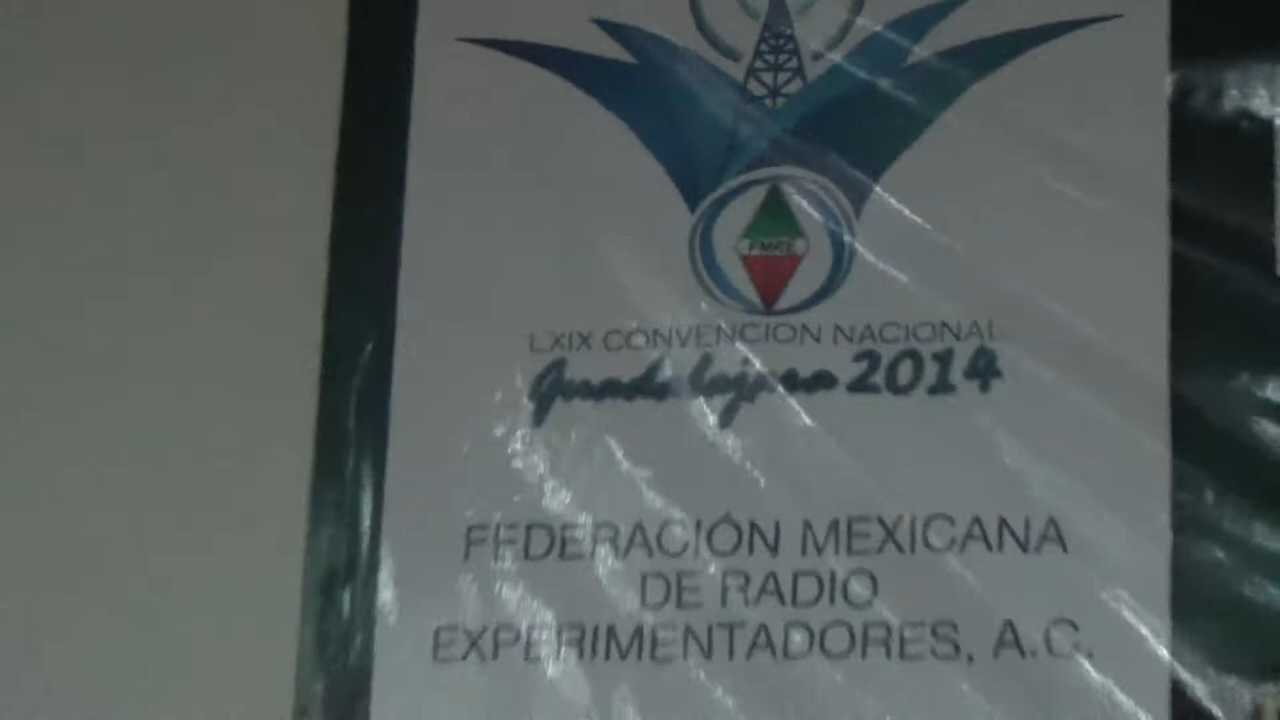 FMRE
LXIX CONVENCION NACIONAL
Guadalajara 2014
FEDERACIÓN MEXICANA
DE RADIO
EXPERIMENTADORES, A.C.